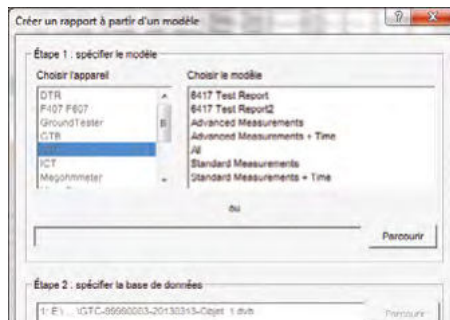 Créer un rapport à partir d'un modèle
Étape 1 : spécifier le modèle
Choisir l'appareil
Choisir le modèle
DTR
F407 F607
GroundTester
GTB
ICT
Megohmmeter
6417 Test Report
6417 Test Report2
Advanced Measurements
Advanced Measurements + Time
All
Standard Measurements
Standard Measurements + Time
ou
Parcourir
Étape 2 : spécifier la base de données
Parcourir